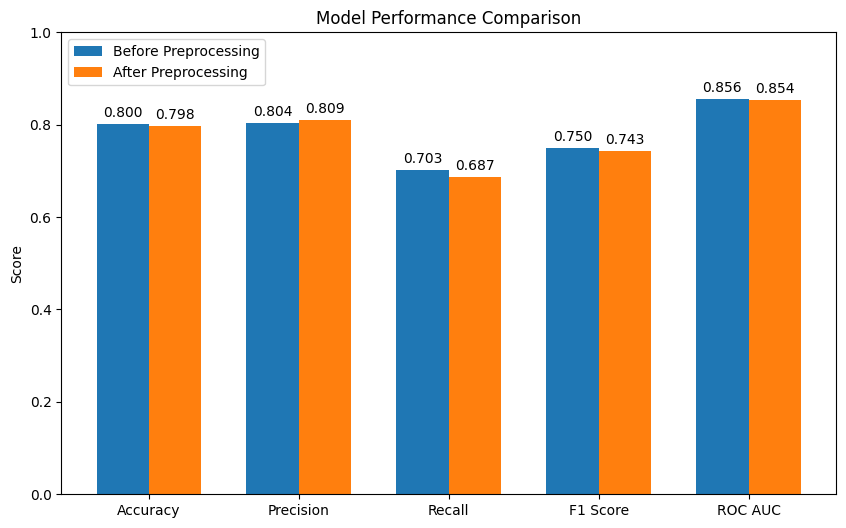 Model Performance Comparison
Before Preprocessing
After Preprocessing
Score
1.0
0.8
0.6
0.4
0.2
0.0
0.800
0.798
0.804
0.809
0.703
0.687
0.750
0.743
0.856
0.854
Accuracy
Precision
Recall
F1 Score
ROC AUC